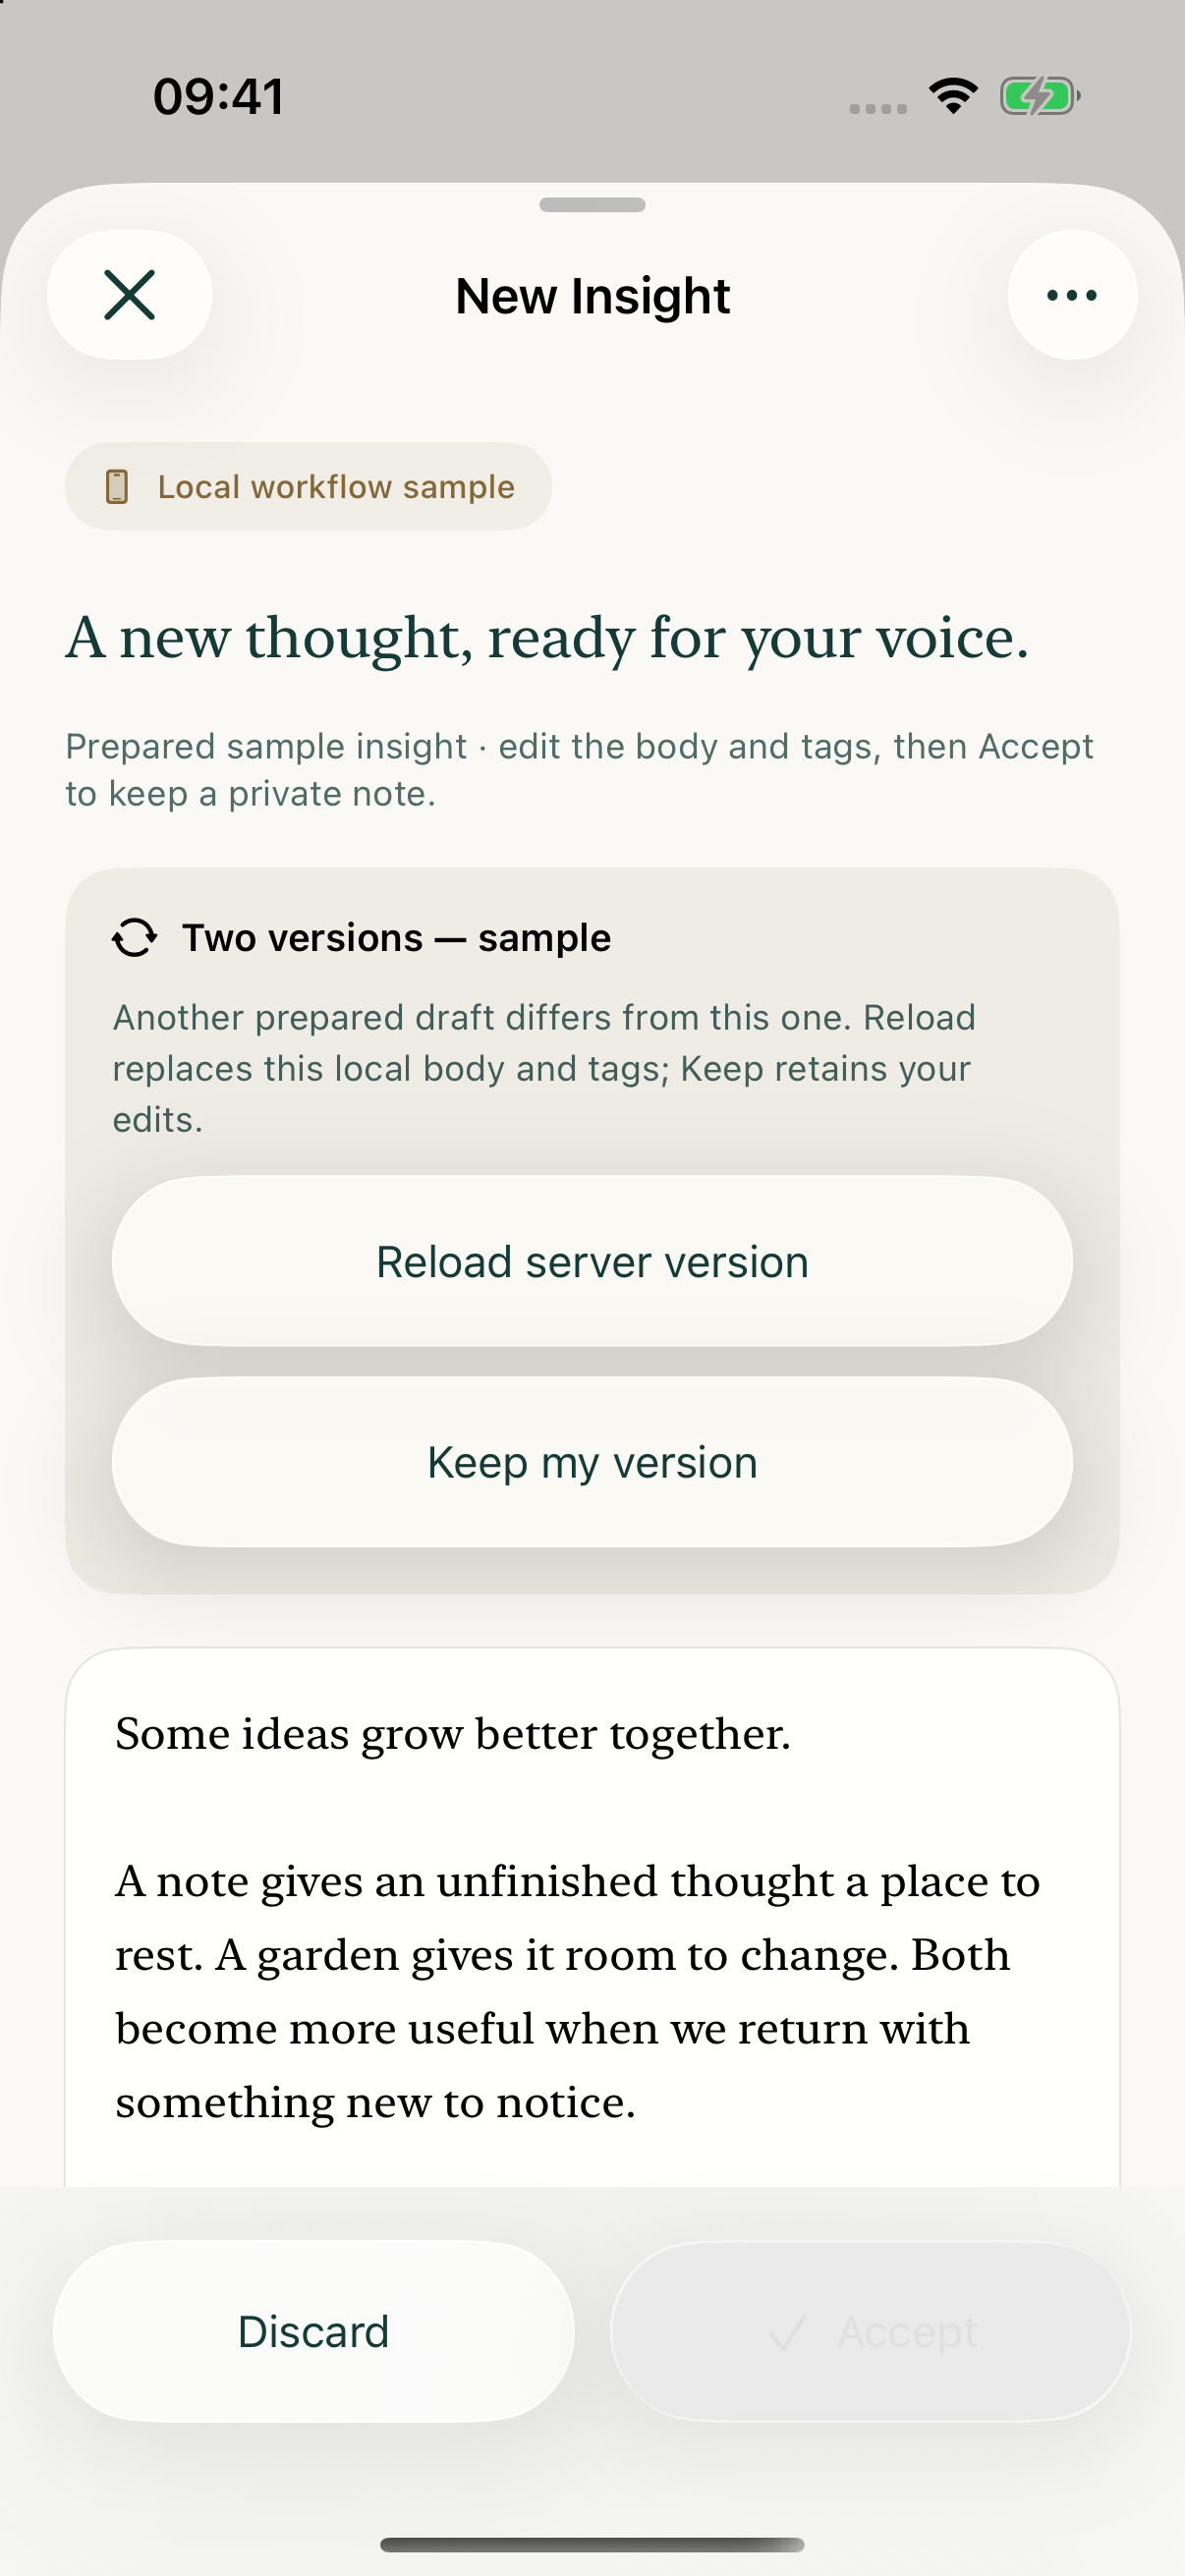 09:41
New Insight
Local workflow sample
A new thought, ready for your voice.
Prepared sample insight · edit the body and tags, then Accept
to keep a private note.
Two versions — sample
Another prepared draft differs from this one. Reload
replaces this local body and tags; Keep retains your
edits.
Reload server version
Keep my version
Some ideas grow better together.
A note gives an unfinished thought a place to
rest. A garden gives it room to change. Both
become more useful when we return with
something new to notice.
Discard
Accept